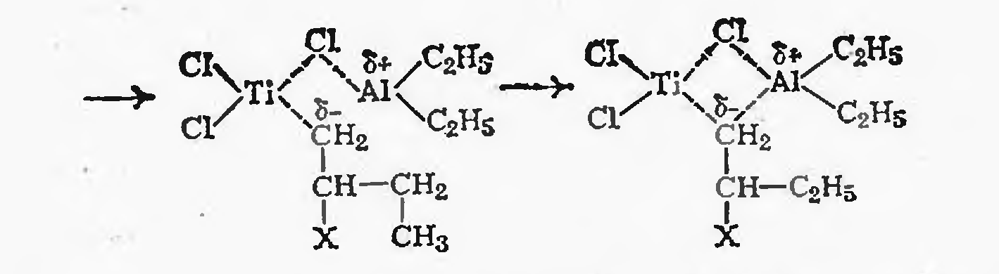 Cl Cl
Cl δ+ C₂H₅ Cl δ+ C₂H₅
Ti Al Ti Al
δ- δ-
Cl C₂H₅ Cl C₂H₅
CH₂ CH₂
CH CH₂ CH C₂H₅
X CH₃ X